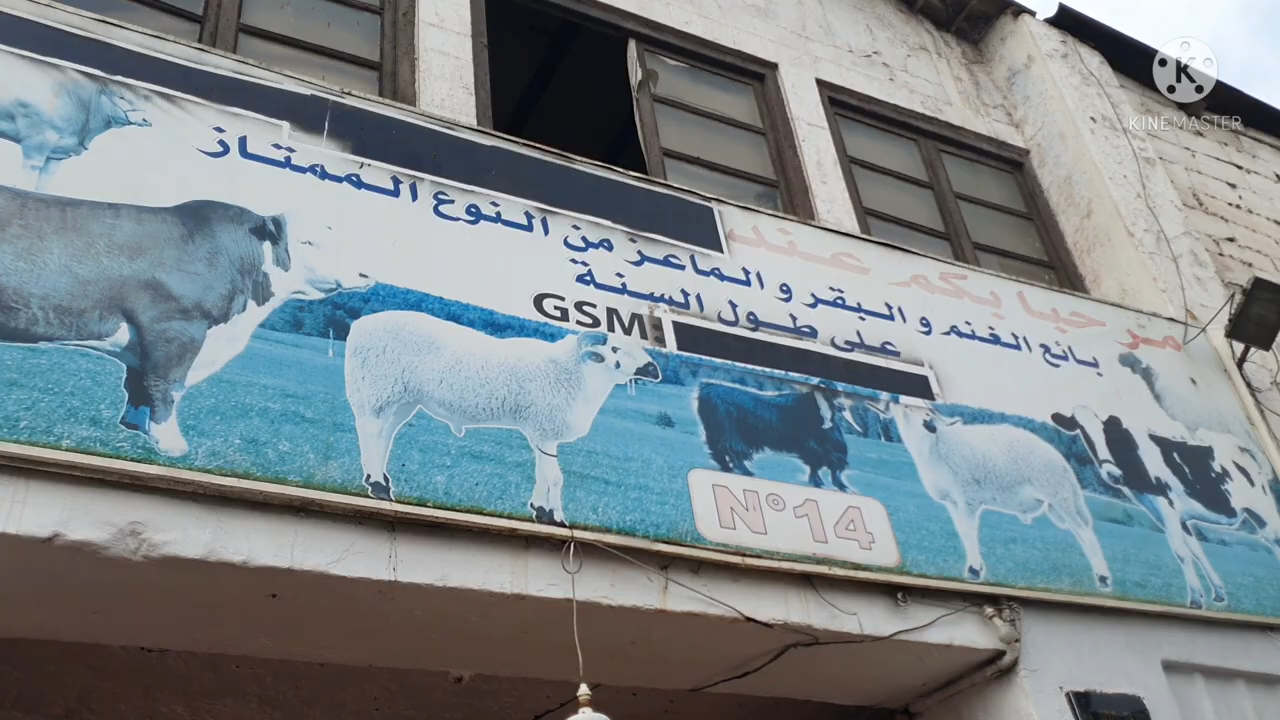 مرحبا بكم عند
بائع الغنم و البقر و الماعز من النوع الممتاز
على طول السنة
GSM:
N°14
K
KINEMASTER